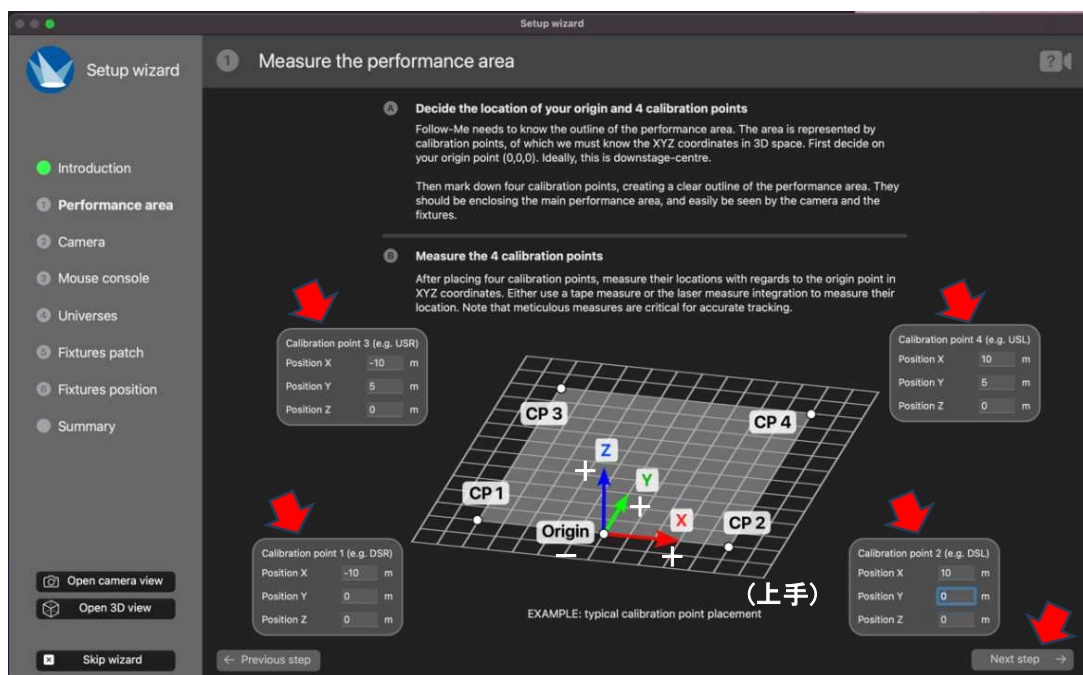 Setup wizard
Setup wizard
1 Measure the performance area
?
Introduction
1 Performance area
2 Camera
3 Mouse console
4 Universes
5 Fixtures patch
6 Fixtures position
Summary
Open camera view
Open 3D view
Skip wizard
A Decide the location of your origin and 4 calibration points
Follow-Me needs to know the outline of the performance area. The area is represented by
calibration points, of which we must know the XYZ coordinates in 3D space. First decide on
your origin point (0,0,0). Ideally, this is downstage-centre.
Then mark down four calibration points, creating a clear outline of the performance area. They
should be enclosing the main performance area, and easily be seen by the camera and the
fixtures.
B Measure the 4 calibration points
After placing four calibration points, measure their locations with regards to the origin point in
XYZ coordinates. Either use a tape measure or the laser measure integration to measure their
location. Note that meticulous measures are critical for accurate tracking.
Calibration point 3 (e.g. USR)
Position X -10 m
Position Y 5 m
Position Z 0 m
Calibration point 4 (e.g. USL)
Position X 10 m
Position Y 5 m
Position Z 0 m
CP 3
CP 4
Z
+
Y
+
CP 1
Origin
X
CP 2
−
+
(上手)
Calibration point 1 (e.g. DSR)
Position X -10 m
Position Y 0 m
Position Z 0 m
Calibration point 2 (e.g. DSL)
Position X 10 m
Position Y 0 m
Position Z 0 m
EXAMPLE: typical calibration point placement
← Previous step
Next step →